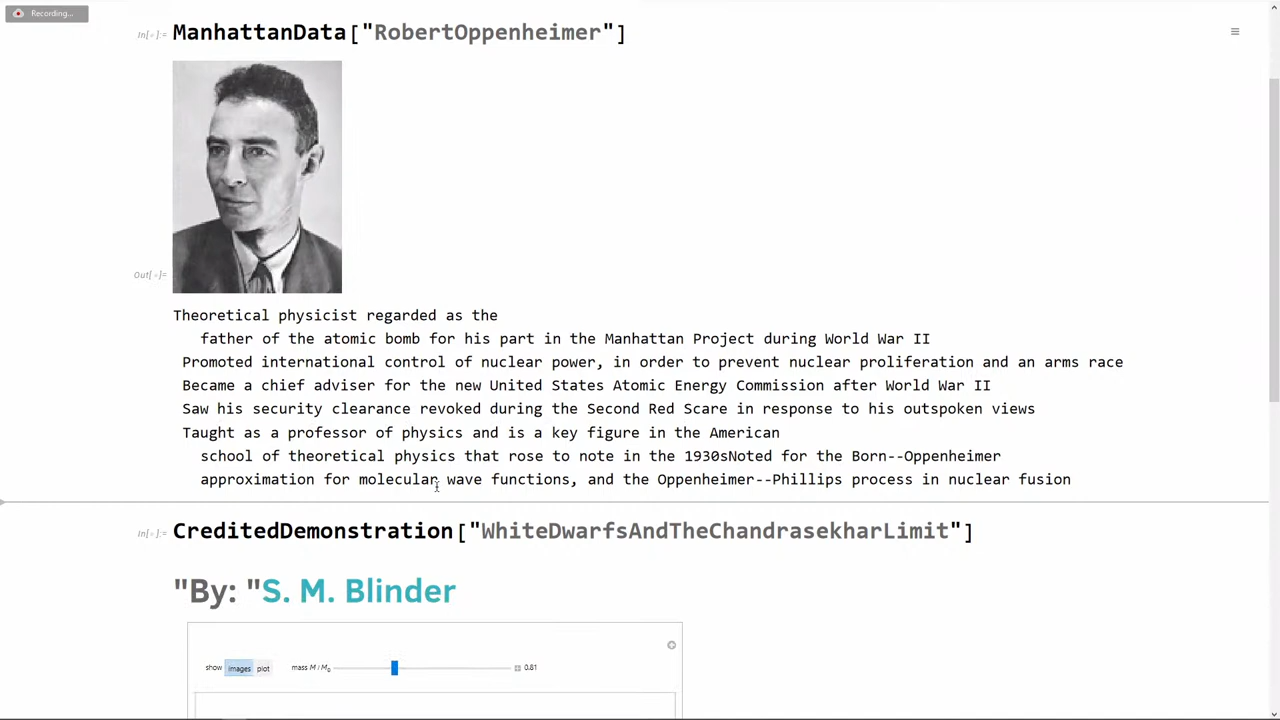 Recording...
In[◦]:= ManhattanData["RobertOppenheimer"]
Out[◦]=
Theoretical physicist regarded as the
father of the atomic bomb for his part in the Manhattan Project during World War II
Promoted international control of nuclear power, in order to prevent nuclear proliferation and an arms race
Became a chief adviser for the new United States Atomic Energy Commission after World War II
Saw his security clearance revoked during the Second Red Scare in response to his outspoken views
Taught as a professor of physics and is a key figure in the American
school of theoretical physics that rose to note in the 1930sNoted for the Born--Oppenheimer
approximation for molecular wave functions, and the Oppenheimer--Phillips process in nuclear fusion
In[◦]:= CreditedDemonstration["WhiteDwarfsAndTheChandrasekharLimit"]
"By: "S. M. Blinder
show images plot mass M / M⊙ 0.81